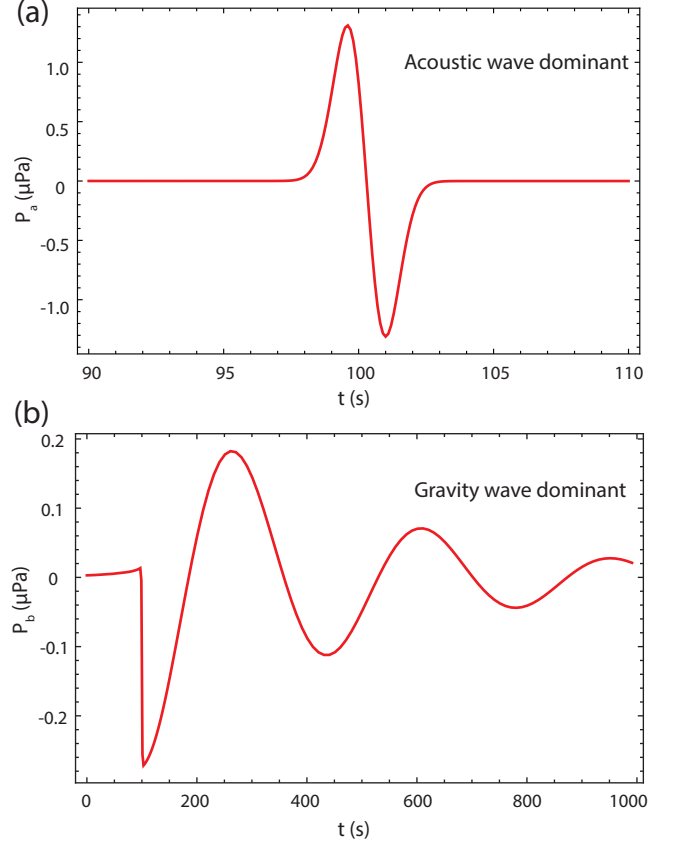 (a)
1.0
Acoustic wave dominant
0.5
0
-0.5
-1.0
P_a (μPa)
90 95 100 105 110
t (s)
(b)
0.2
Gravity wave dominant
0.1
0
-0.1
-0.2
P_b (μPa)
0 200 400 600 800 1000
t (s)